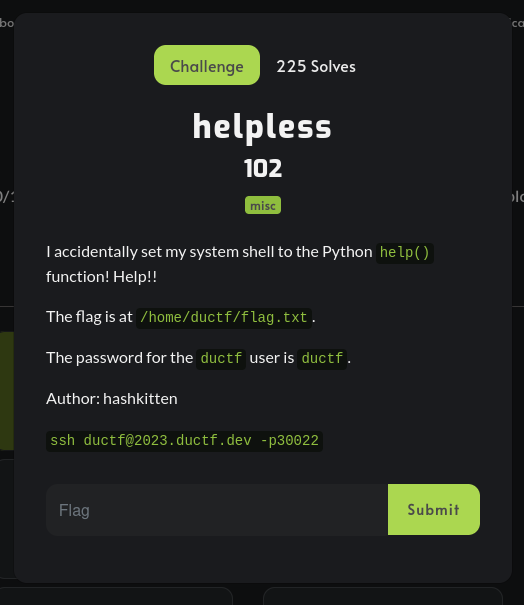 Challenge
225 Solves
helpless
102
misc
I accidentally set my system shell to the Python help()
function! Help!!
The flag is at /home/ductf/flag.txt.
The password for the ductf user is ductf.
Author: hashkitten
ssh ductf@2023.ductf.dev -p30022
Flag
Submit